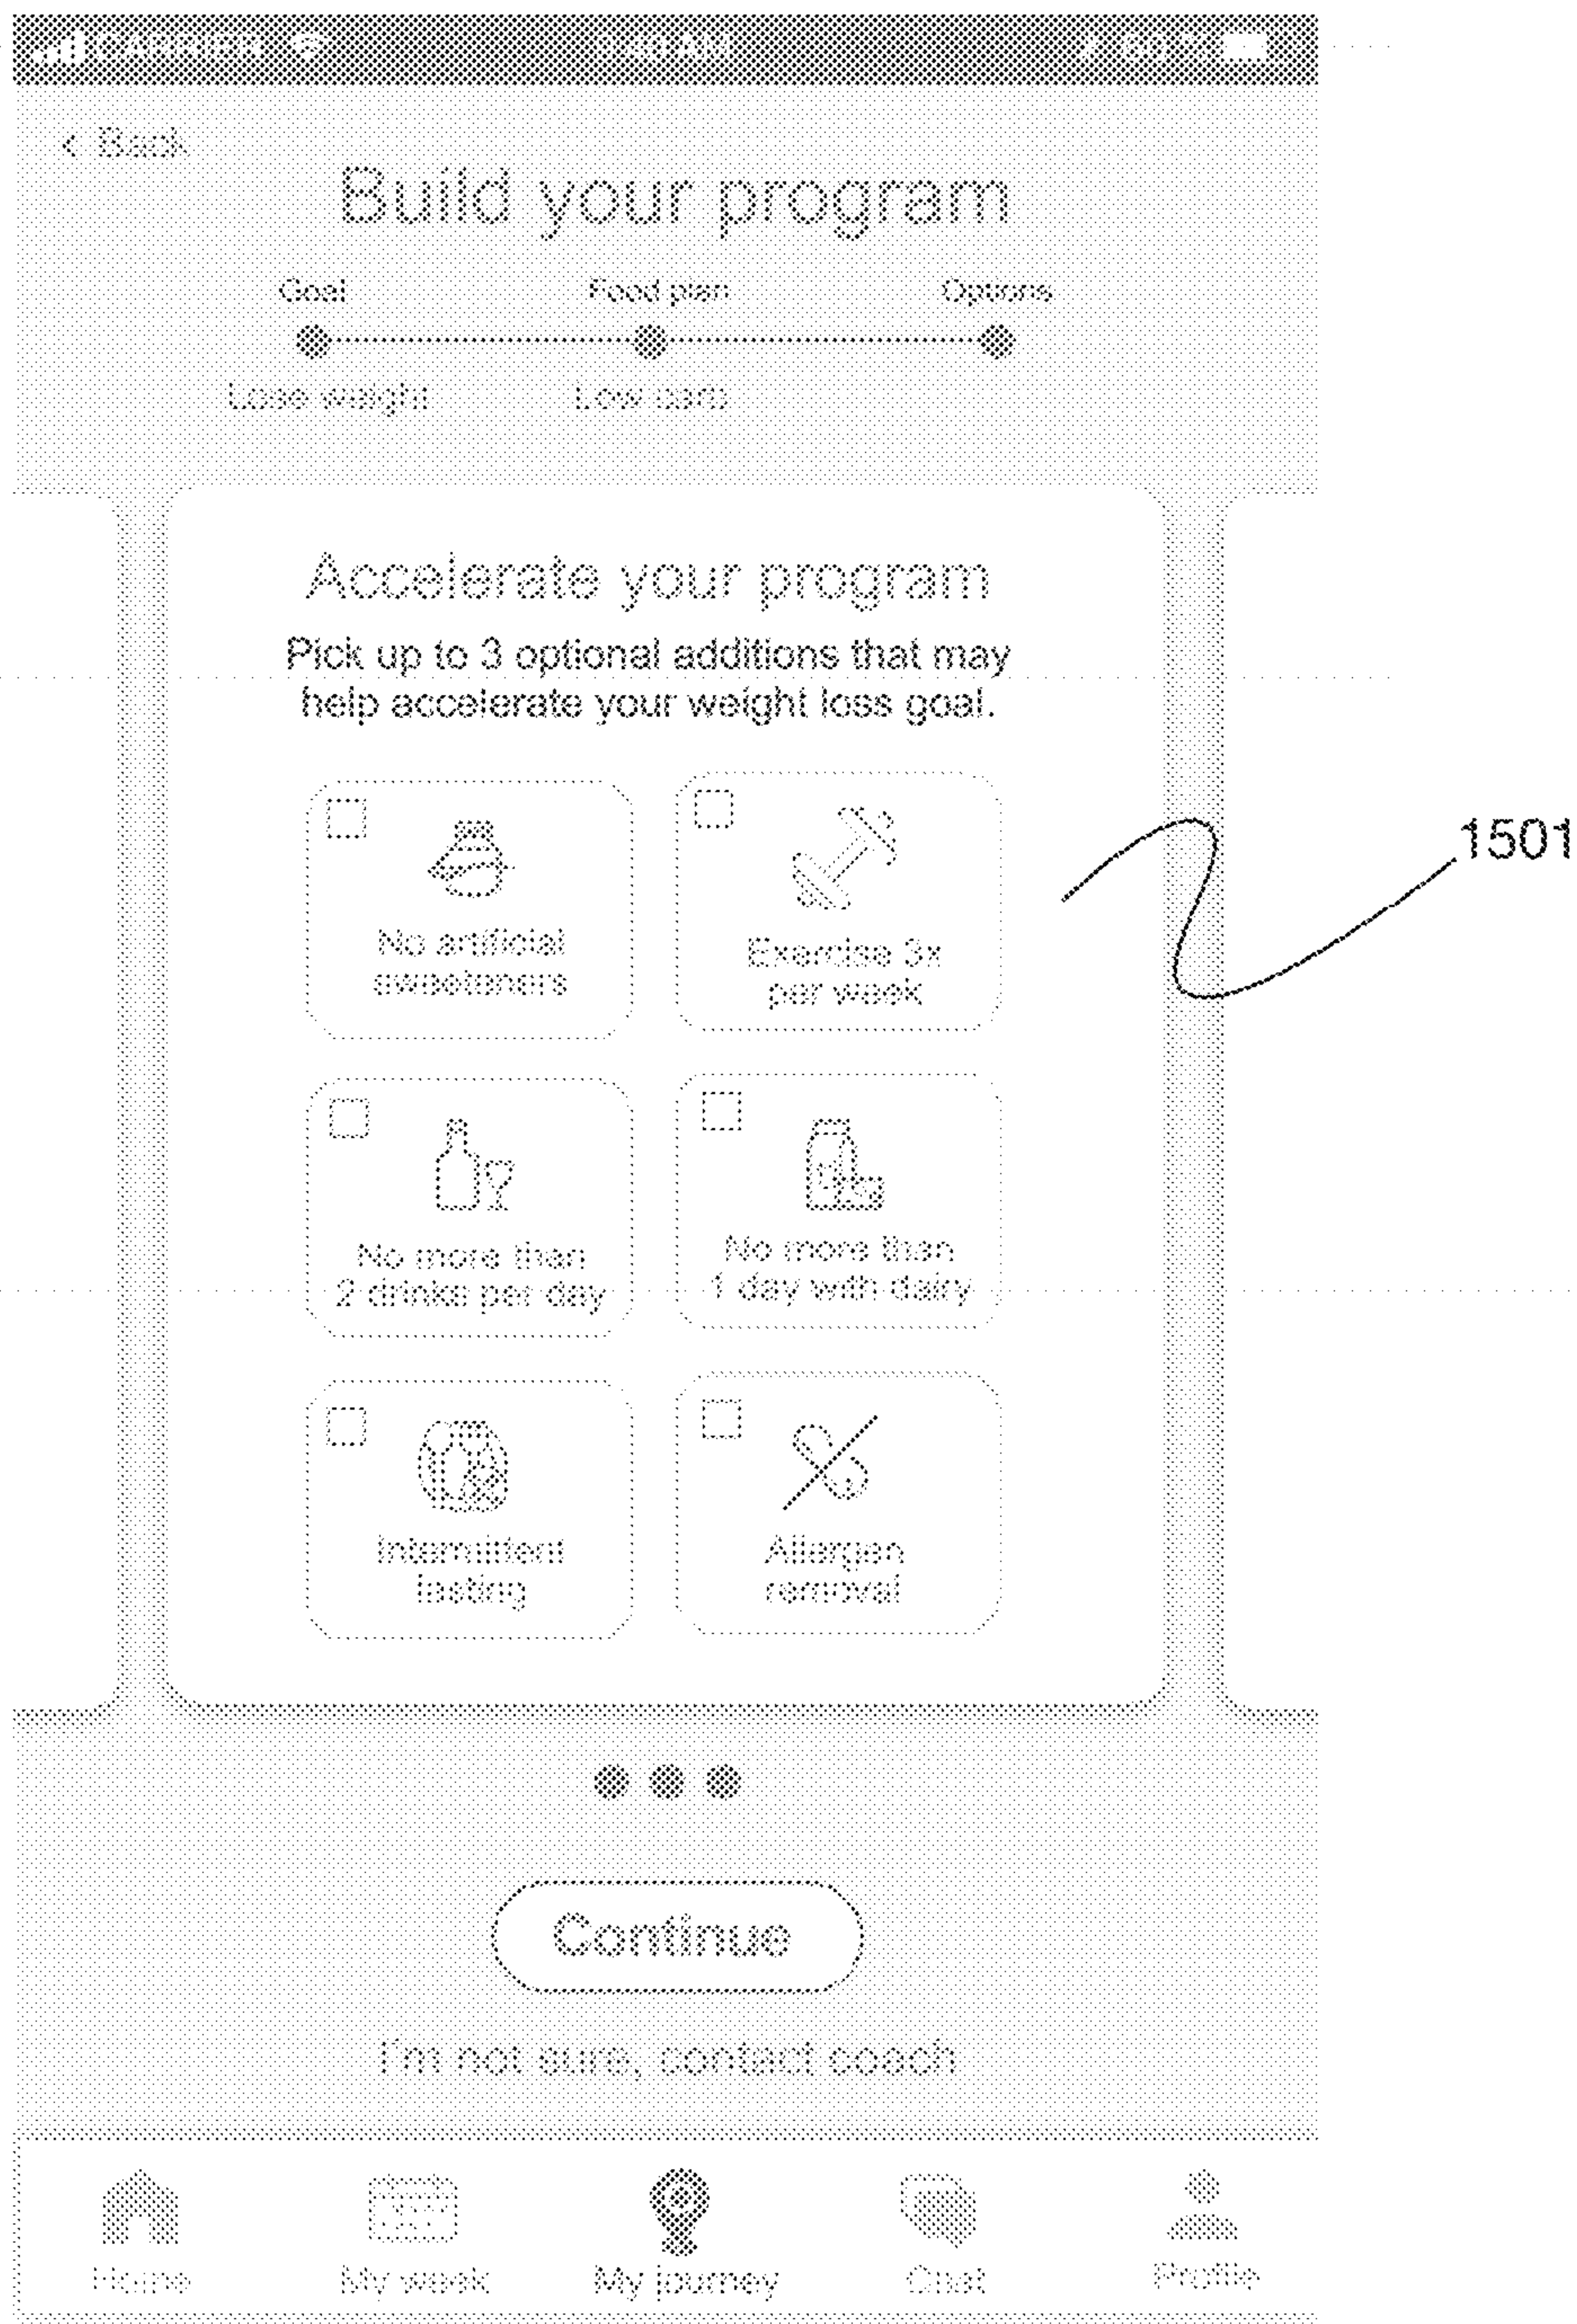 CARRIER
< Back
Build your program
Goal Food plan Options
Lose weight Low carb
Accelerate your program
Pick up to 3 optional additions that may
help accelerate your weight loss goal.
1501
No artificial
sweeteners
Exercise 3x
per week
No more than
2 drinks per day
No more than
1 day with dairy
Intermittent
fasting
Allergen
removal
Continue
I'm not sure, contact coach
Home My week My journey Chat Profile